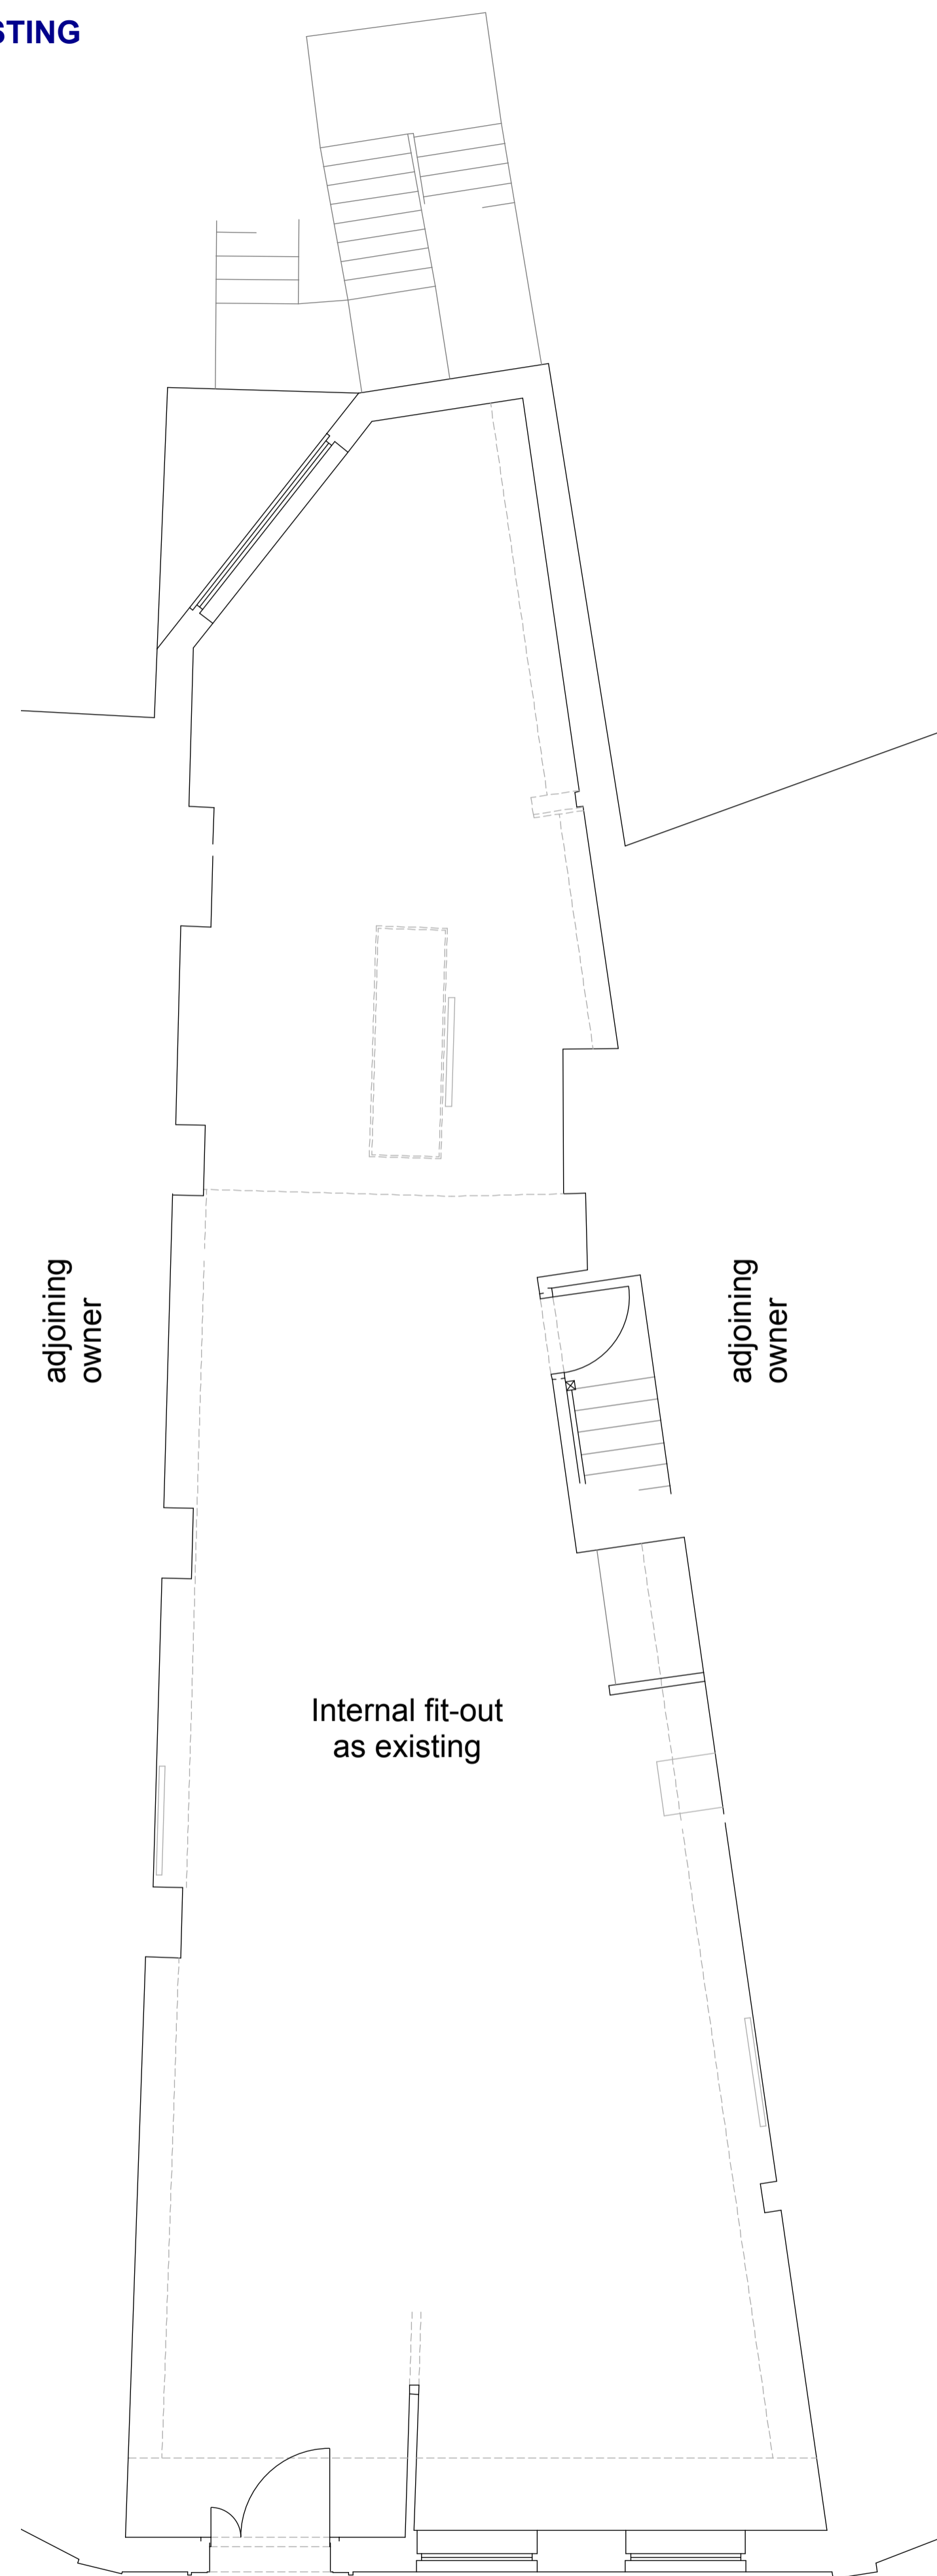 STING
adjoining
owner
adjoining
owner
Internal fit-out
as existing